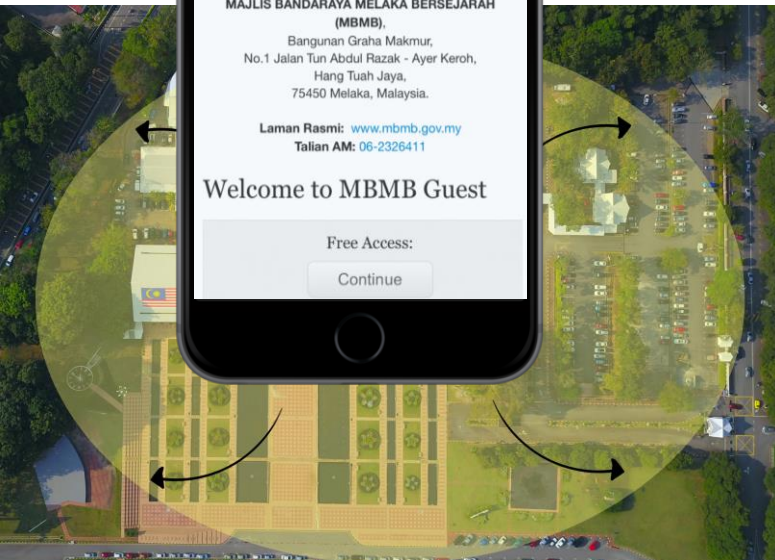 MAJLIS BANDARAYA MELAKA BERSEJARAH
(MBMB),
Bangunan Graha Makmur,
No.1 Jalan Tun Abdul Razak - Ayer Keroh,
Hang Tuah Jaya,
75450 Melaka, Malaysia.
Laman Rasmi: www.mbmb.gov.my
Talian AM: 06-2326411
Welcome to MBMB Guest
Free Access:
Continue